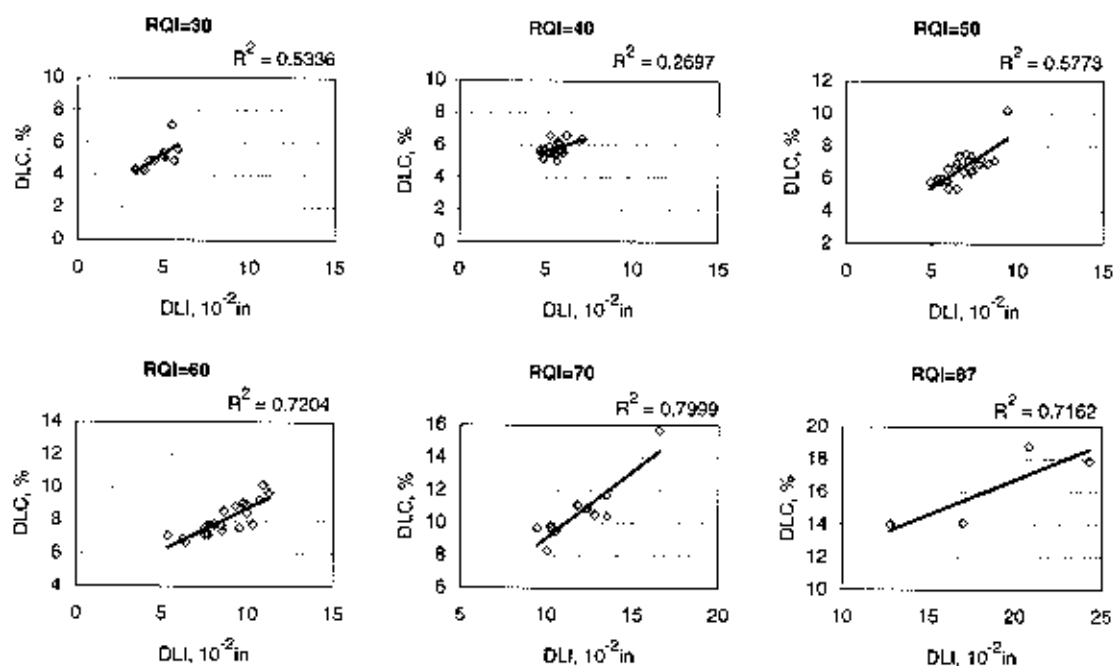 RQI=30
R2 = 0.5336
10
8
6
4
2
0
DLC, %
0 5 10 15
DLI, 10-2in
RQI=40
R2 = 0.2697
10
8
6
4
2
0
DLC, %
0 5 10 15
DLI, 10-2in
RQI=50
R2 = 0.5773
12
10
8
6
4
2
DLC, %
0 5 10 15
DLI, 10-2in
RQI=60
R2 = 0.7204
14
12
10
8
6
4
DLC, %
0 5 10 15
DLI, 10-2in
RQI=70
R2 = 0.7999
16
14
12
10
8
6
DLC, %
5 10 15 20
DLI, 10-2in
RQI=87
R2 = 0.7162
20
18
16
14
12
10
DLC, %
10 15 20 25
DLI, 10-2in